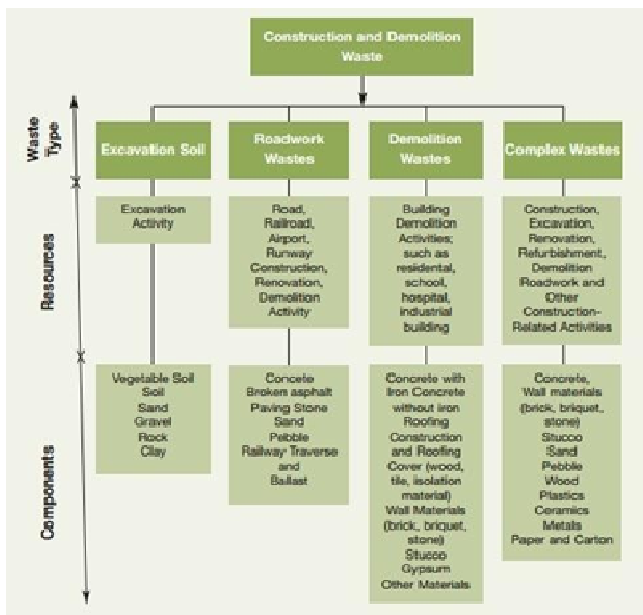 Construction and Demolition
Waste
Waste
Type
Excavation Soil
Roadwork
Wastes
Demolition
Wastes
Complex Wastes
Resources
Excavation
Activity
Road,
Railroad,
Airport,
Runway
Construction,
Renovation,
Demolition
Activity
Building
Demolition
Activities;
such as
residental,
school,
hospital,
industrial
building
Construction,
Excavation,
Renovation,
Refurbishment,
Demolition
Roadwork and
Other
Construction-
Related Activities
Components
Vegetable Soil
Soil
Sand
Gravel
Rock
Clay
Concete
Broken asphalt
Paving Stone
Sand
Pebble
Railway Traverse
and
Ballast
Concrete with
Iron Concrete
without iron
Roofing
Construction
and Roofing
Cover (wood,
tile, isolation
material)
Wall Materials
(brick, briquet,
stone)
Stucco
Gypsum
Other Materials
Concrete,
Wall materials
(brick, briquet,
stone)
Stucco
Sand
Pebble
Wood
Plastics
Ceramics
Metals
Paper and Carton